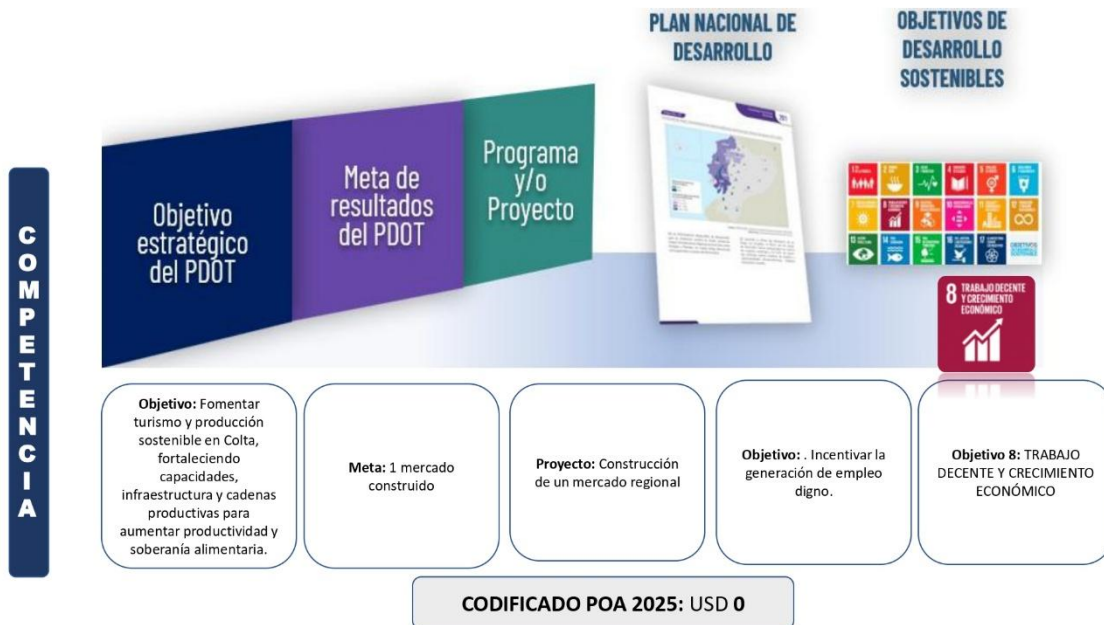 PLAN NACIONAL DE
DESARROLLO
OBJETIVOS DE
DESARROLLO
SOSTENIBLES
Objetivo
estratégico
del PDOT
Meta de
resultados
del PDOT
Programa
y/o
Proyecto
8 TRABAJO DECENTE
Y CRECIMIENTO
ECONÓMICO
COMPETENCIA
Objetivo: Fomentar
turismo y producción
sostenible en Colta,
fortaleciendo
capacidades,
infraestructura y cadenas
productivas para
aumentar productividad y
soberanía alimentaria.
Meta: 1 mercado
construido
Proyecto: Construcción
de un mercado regional
Objetivo: . Incentivar la
generación de empleo
digno.
Objetivo 8: TRABAJO
DECENTE Y CRECIMIENTO
ECONÓMICO
CODIFICADO POA 2025: USD 0